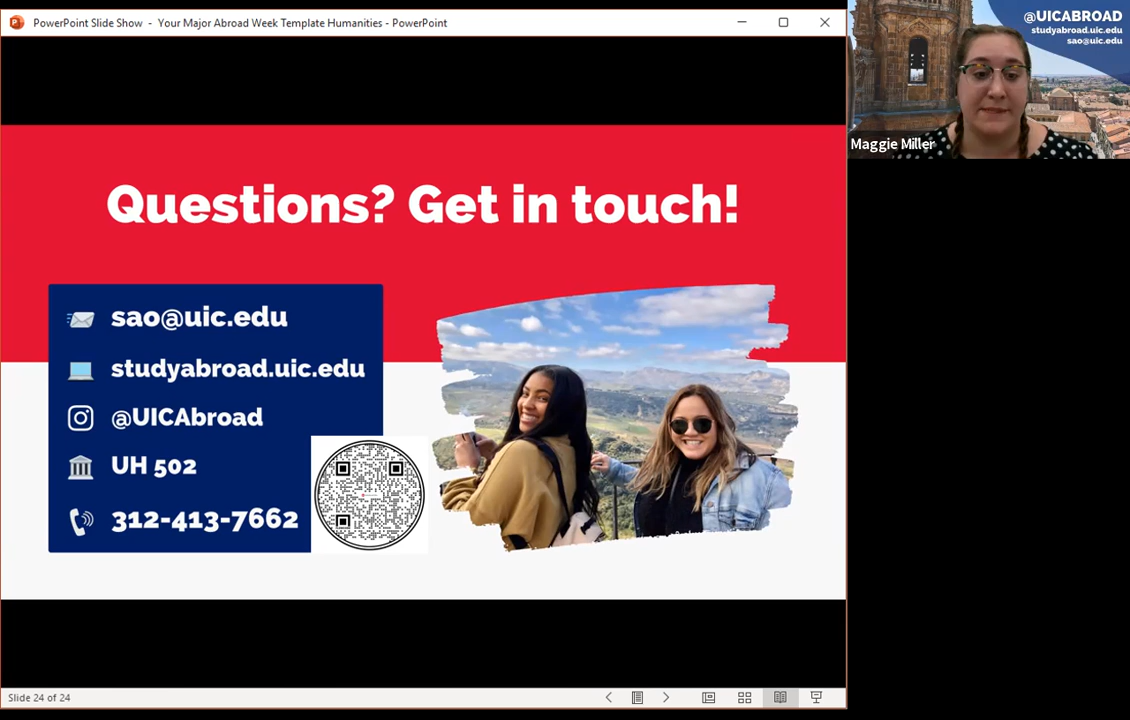 PowerPoint Slide Show - Your Major Abroad Week Template Humanities - PowerPoint
@UICABROAD
studyabroad.uic.edu
sao@uic.edu
Maggie Miller
Questions? Get in touch!
sao@uic.edu
studyabroad.uic.edu
@UICAbroad
UH 502
312-413-7662
Slide 24 of 24